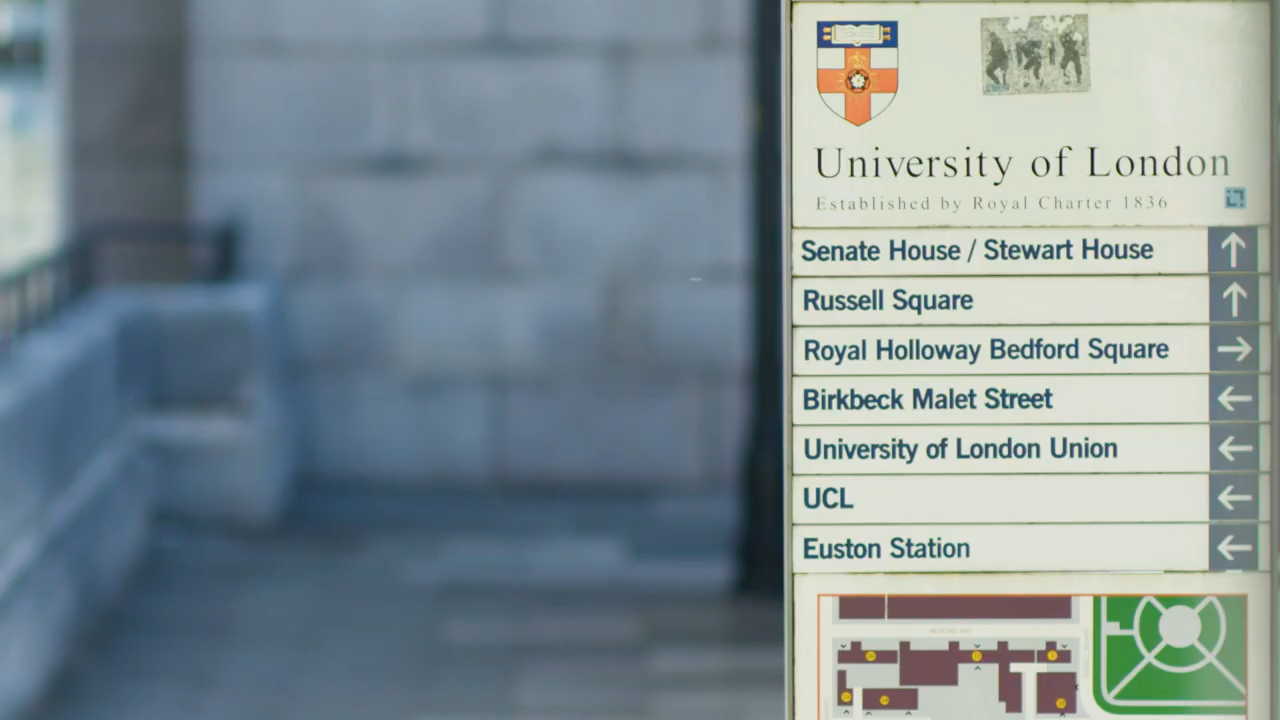 University of London
Established by Royal Charter 1836
Senate House / Stewart House
Russell Square
Royal Holloway Bedford Square
Birkbeck Malet Street
University of London Union
UCL
Euston Station